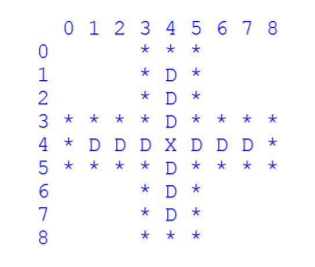 0 1 2 3 4 5 6 7 8
0       * * *
1       * D *
2       * D *
3 * * * * D * * * *
4 * D D D X D D D *
5 * * * * D * * * *
6       * D *
7       * D *
8       * * *